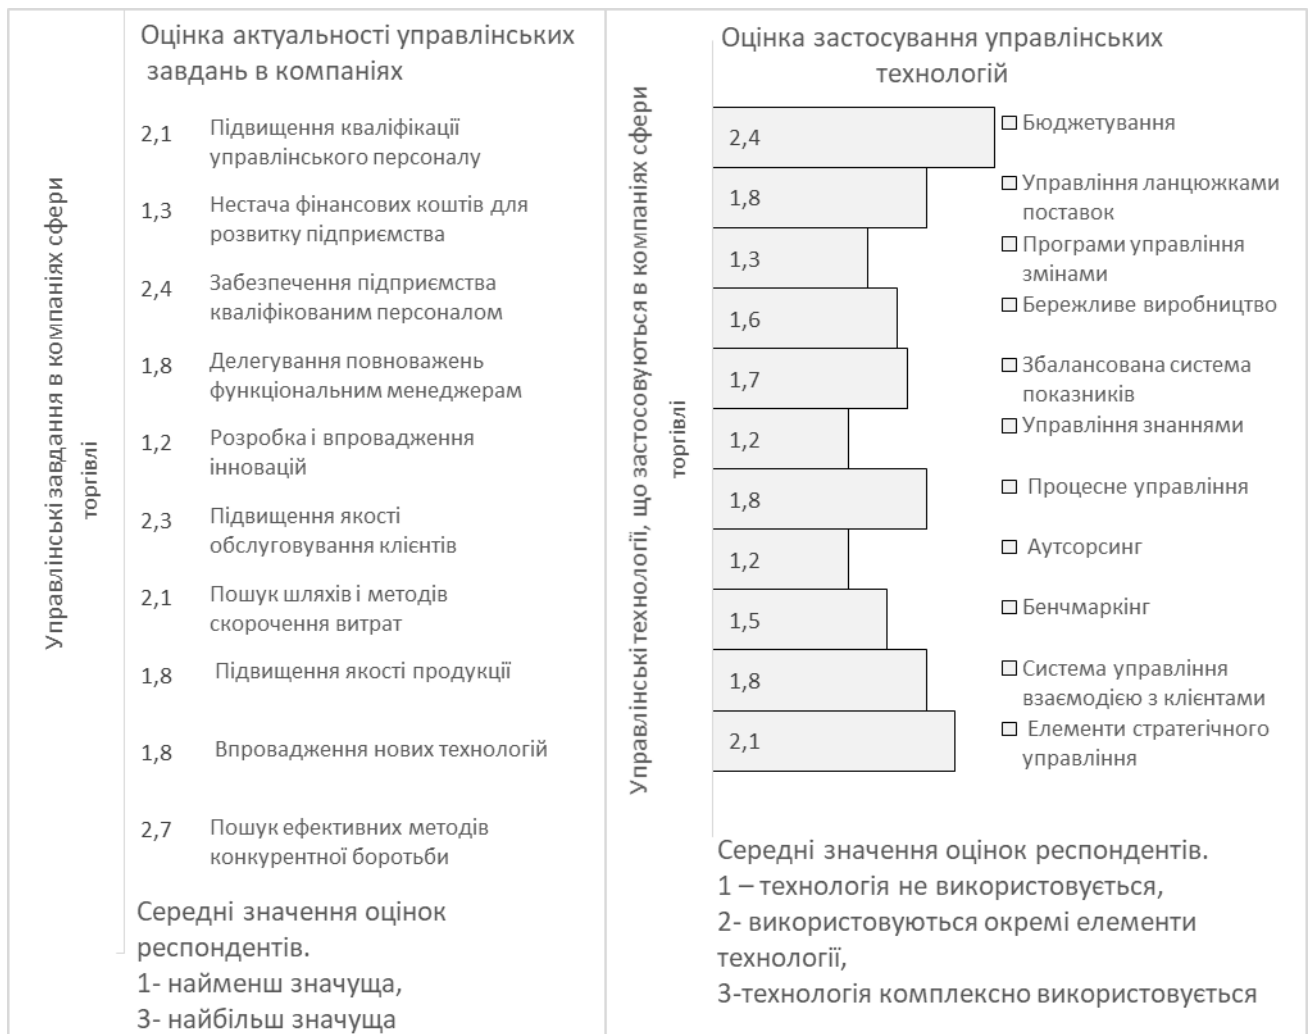 Оцінка актуальності управлінських
завдань в компаніях
Управлінські завдання в компаніях сфери
торгівлі
2,1 Підвищення кваліфікації
управлінського персоналу
1,3 Нестача фінансових коштів для
розвитку підприємства
2,4 Забезпечення підприємства
кваліфікованим персоналом
1,8 Делегування повноважень
функціональним менеджерам
1,2 Розробка і впровадження
інновацій
2,3 Підвищення якості
обслуговування клієнтів
2,1 Пошук шляхів і методів
скорочення витрат
1,8 Підвищення якості продукції
1,8 Впровадження нових технологій
2,7 Пошук ефективних методів
конкурентної боротьби
Середні значення оцінок
респондентів.
1- найменш значуща,
3- найбільш значуща
Оцінка застосування управлінських
технологій
Управлінські технології, що застосовуються в компаніях сфери
торгівлі
2,4 Бюджетування
1,8 Управління ланцюжками
поставок
1,3 Програми управління
змінами
1,6 Бережливе виробництво
1,7 Збалансована система
показників
1,2 Управління знаннями
1,8 Процесне управління
1,2 Аутсорсинг
1,5 Бенчмаркінг
1,8 Система управління
взаємодією з клієнтами
2,1 Елементи стратегічного
управління
Середні значення оцінок респондентів.
1 – технологія не використовується,
2- використовуються окремі елементи
технології,
3-технологія комплексно використовується